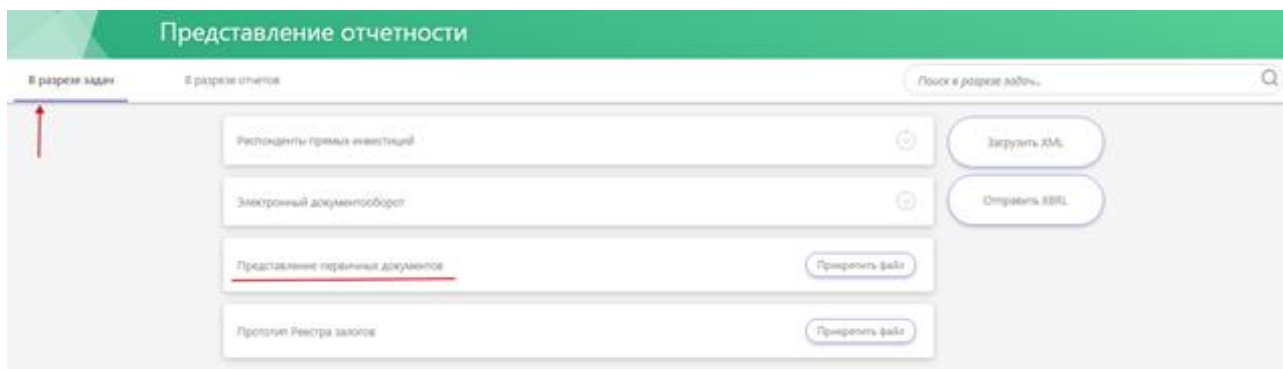 Представление отчетности
В разрезе задач
В разрезе отчетов
Поиск в разрезе задач...
Респонденты прямых инвестиций
Загрузить XML
Электронный документооборот
Отправить XBRL
Представление первичных документов
Прикрепить файл
Прототип Реестра залогов
Прикрепить файл